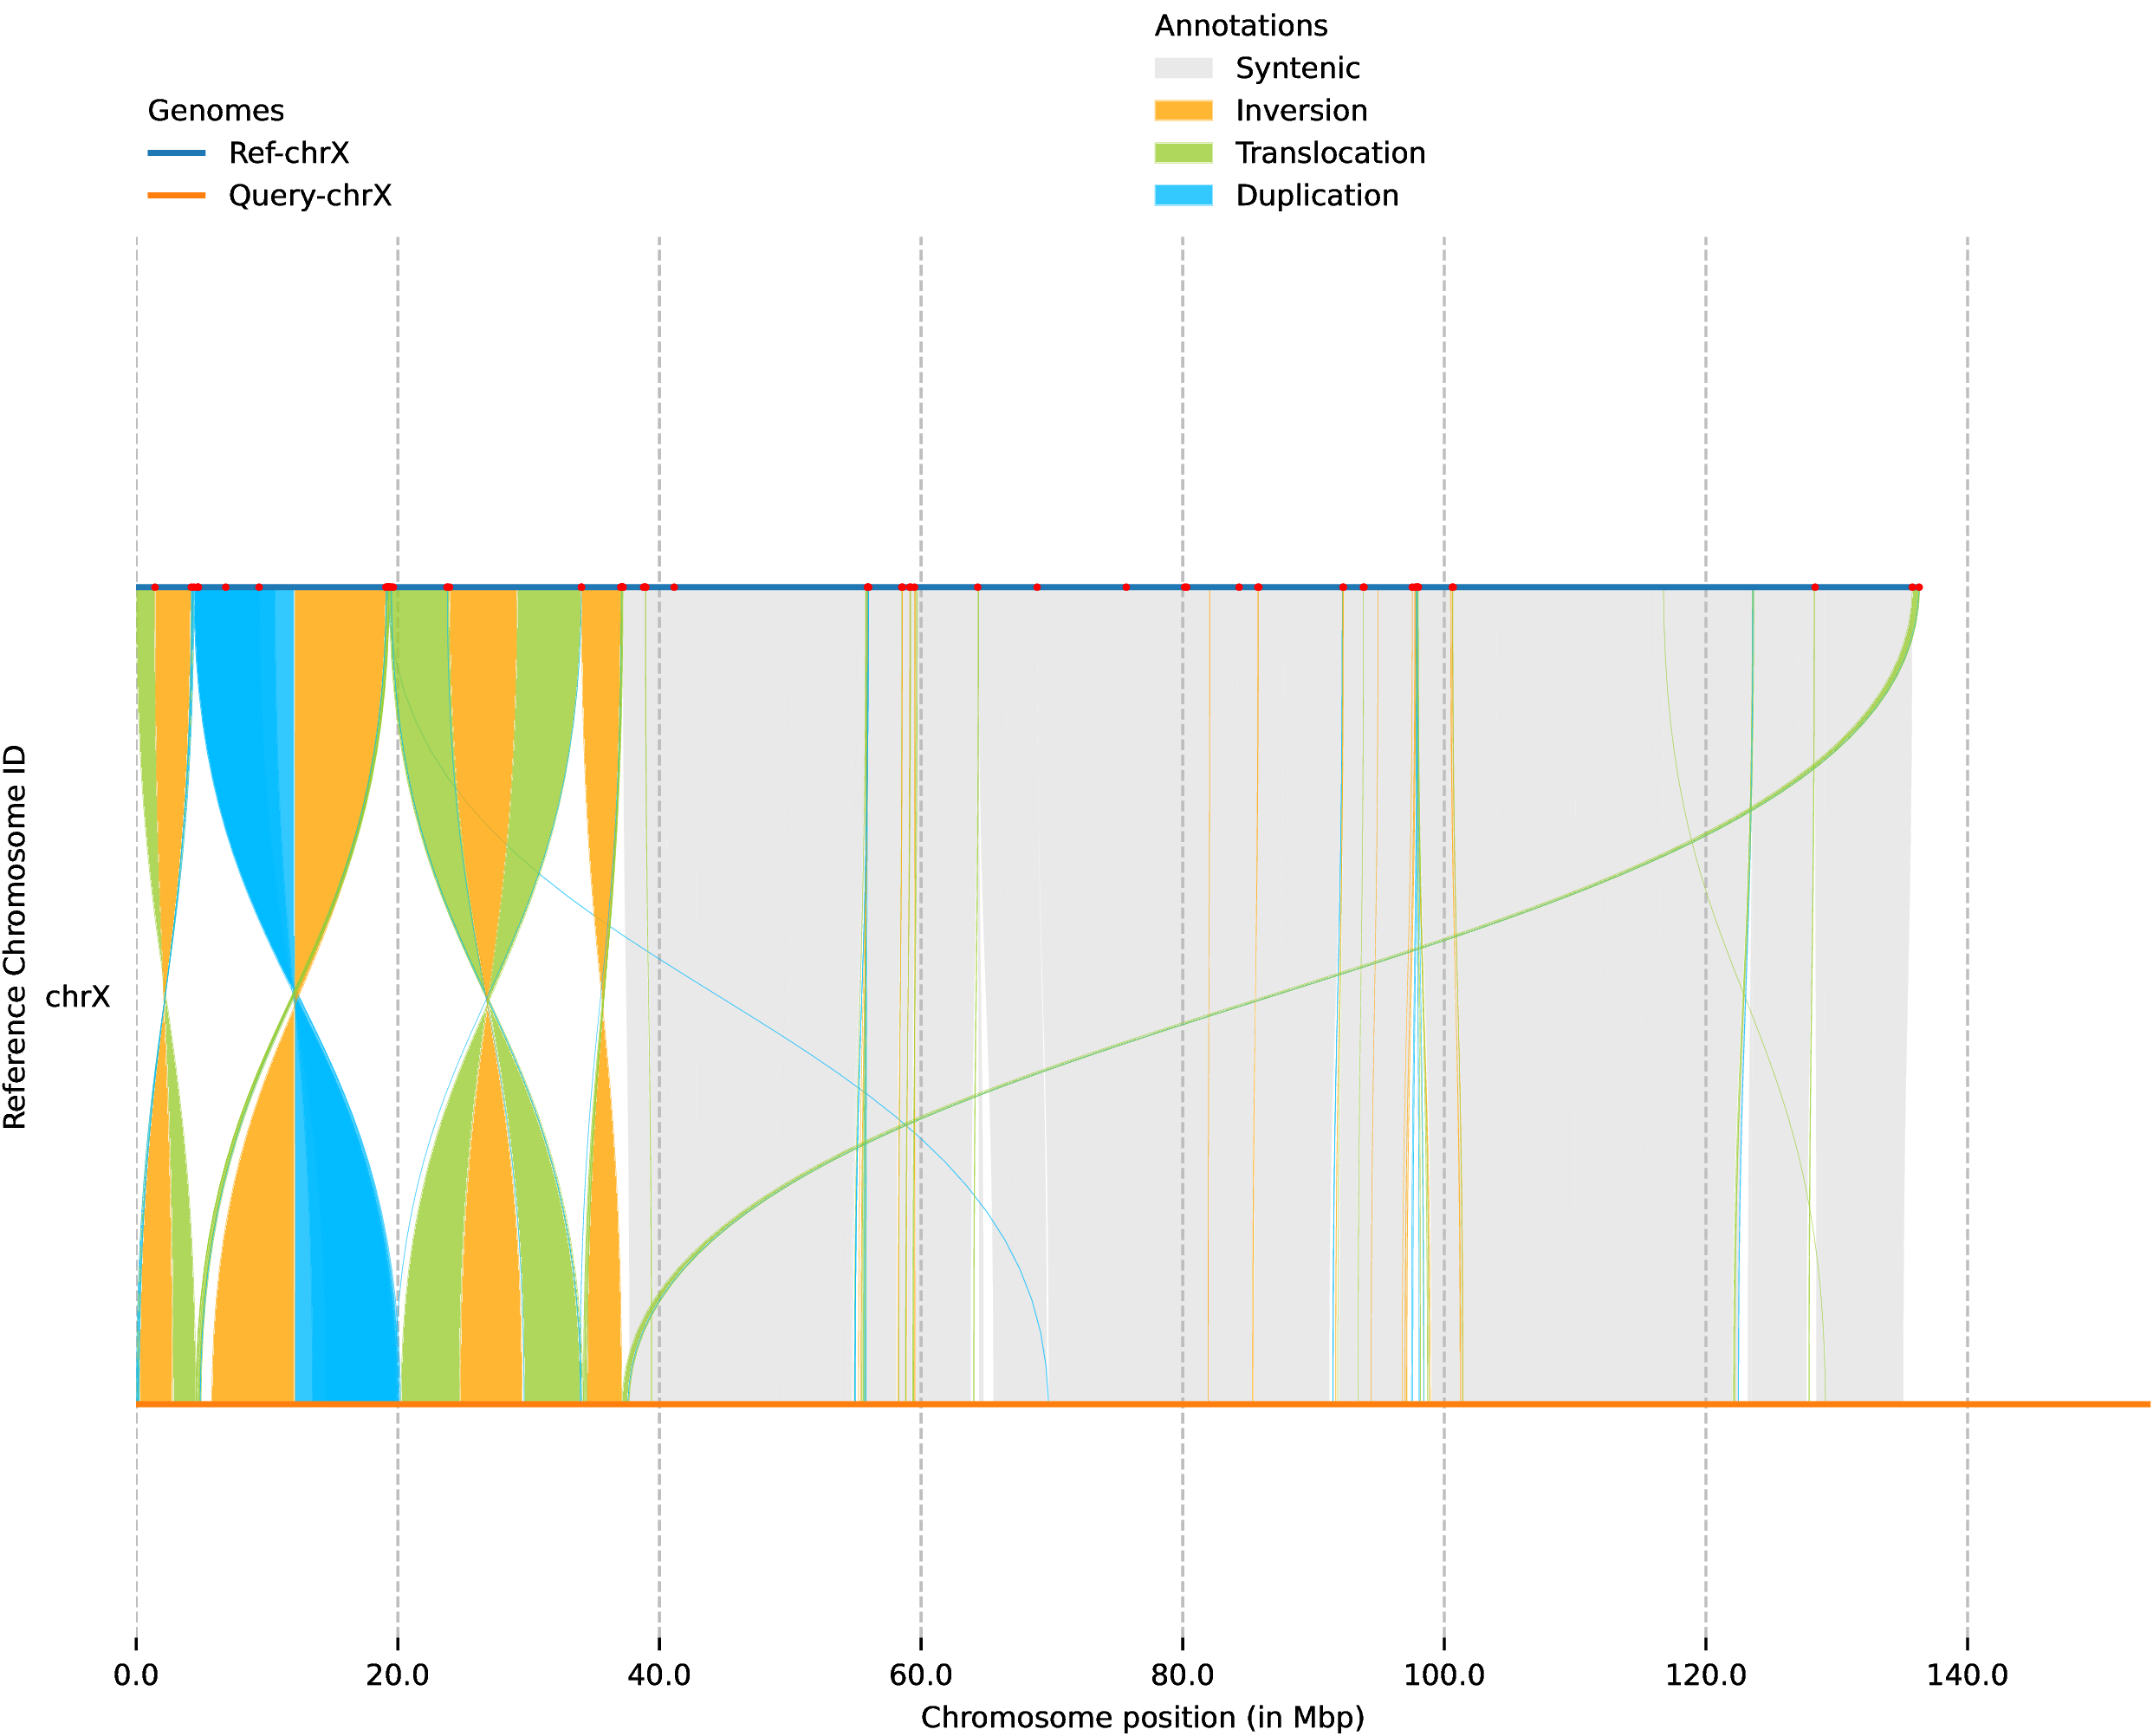 Genomes
Ref-chrX
Query-chrX
Annotations
Syntenic
Inversion
Translocation
Duplication
Reference Chromosome ID
chrX
0.0 20.0 40.0 60.0 80.0 100.0 120.0 140.0
Chromosome position (in Mbp)